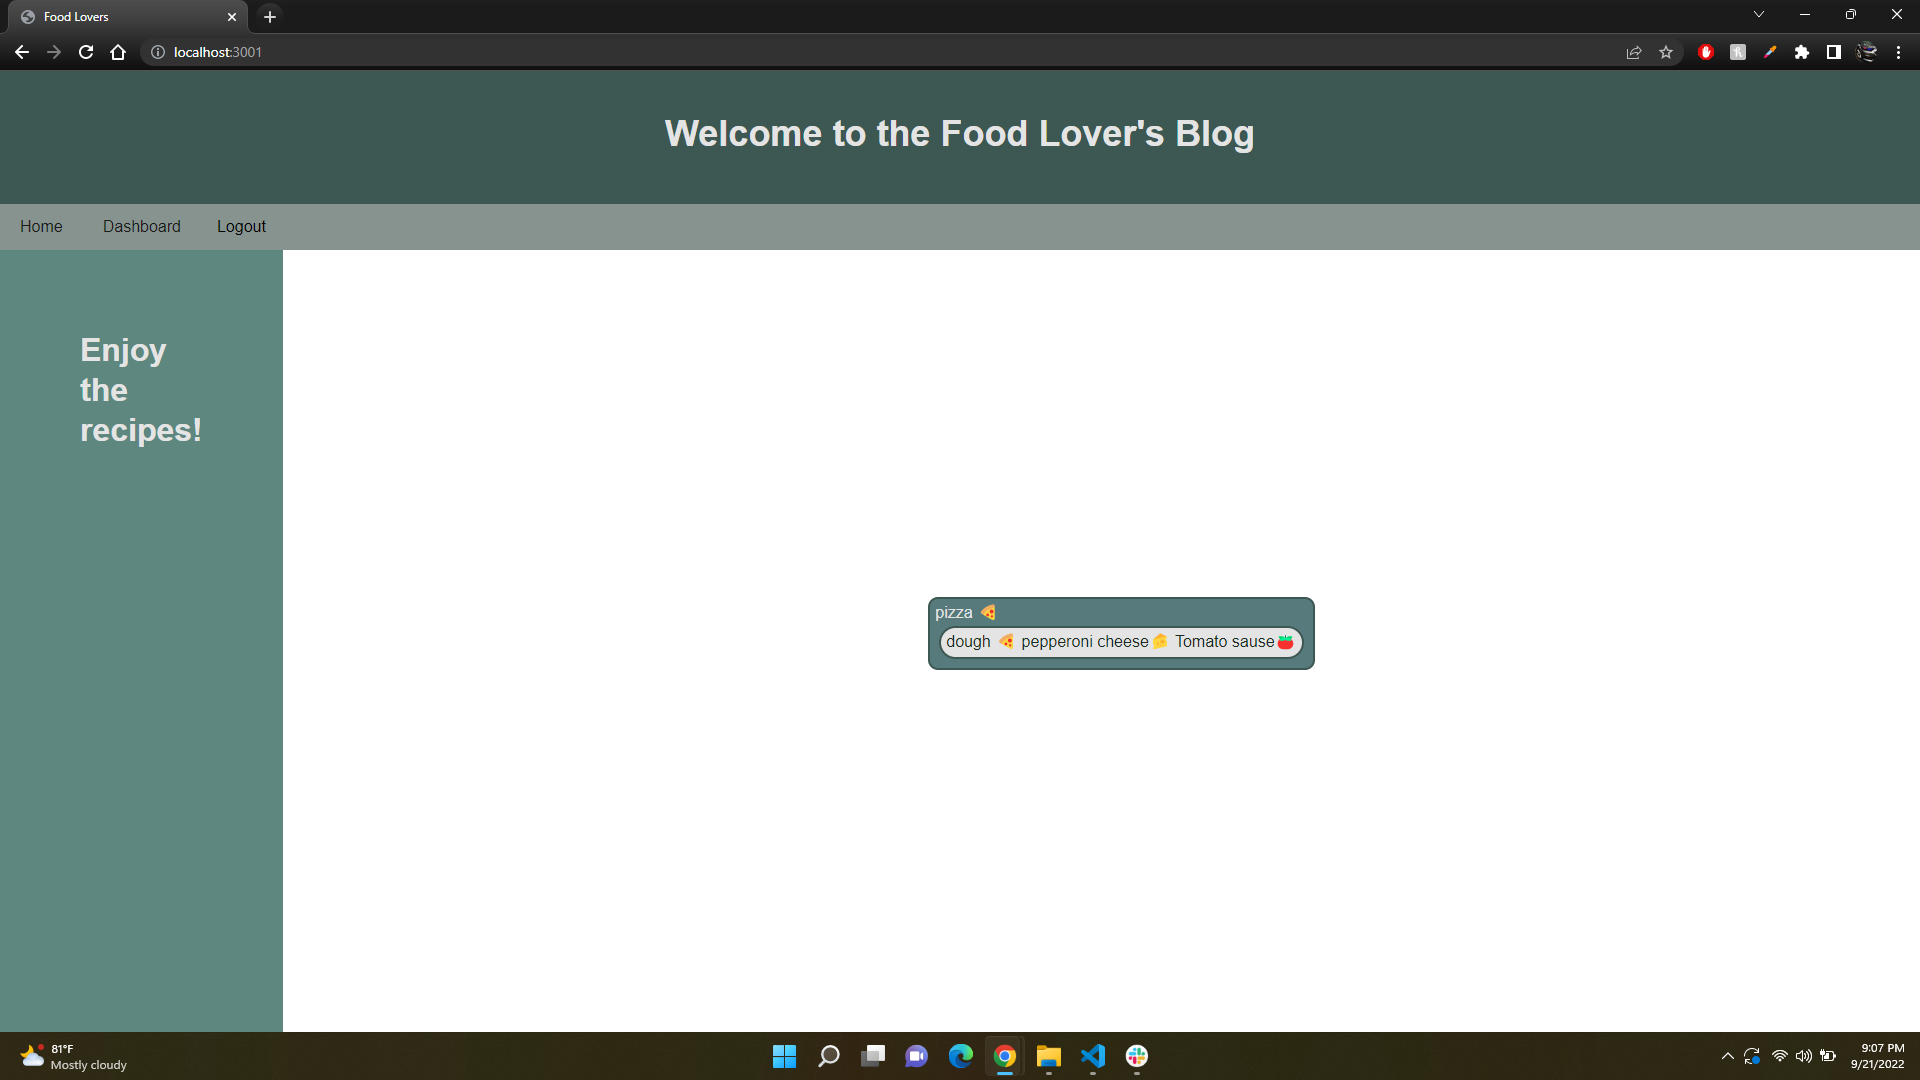 Food Lovers
localhost:3001
Welcome to the Food Lover's Blog
Home Dashboard Logout
Enjoy
the
recipes!
pizza 🍕
dough 🍕 pepperoni cheese🧀 Tomato sause🍅
81°F
Mostly cloudy
9:07 PM
9/21/2022